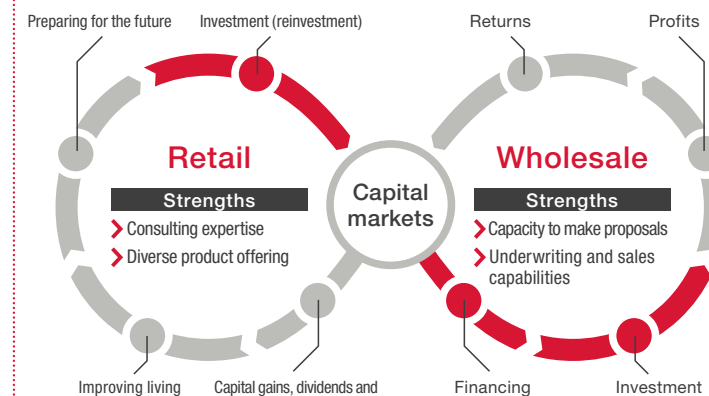 Preparing for the future
Investment (reinvestment)
Returns
Profits
Retail
Strengths
Consulting expertise
Diverse product offering
Capital
markets
Wholesale
Strengths
Capacity to make proposals
Underwriting and sales
capabilities
Improving living
Capital gains, dividends and
Financing
Investment